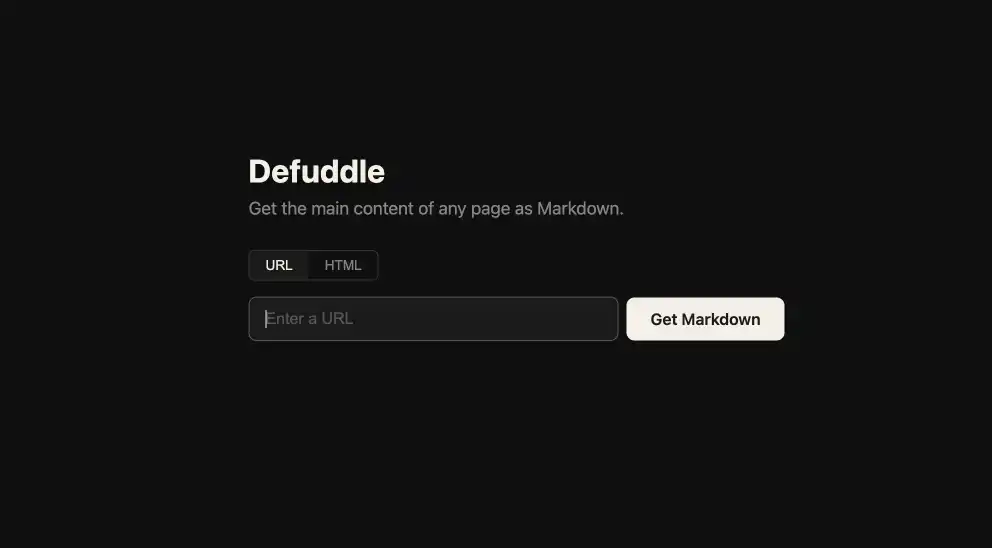 Defuddle
Get the main content of any page as Markdown.
URL HTML
Enter a URL
Get Markdown